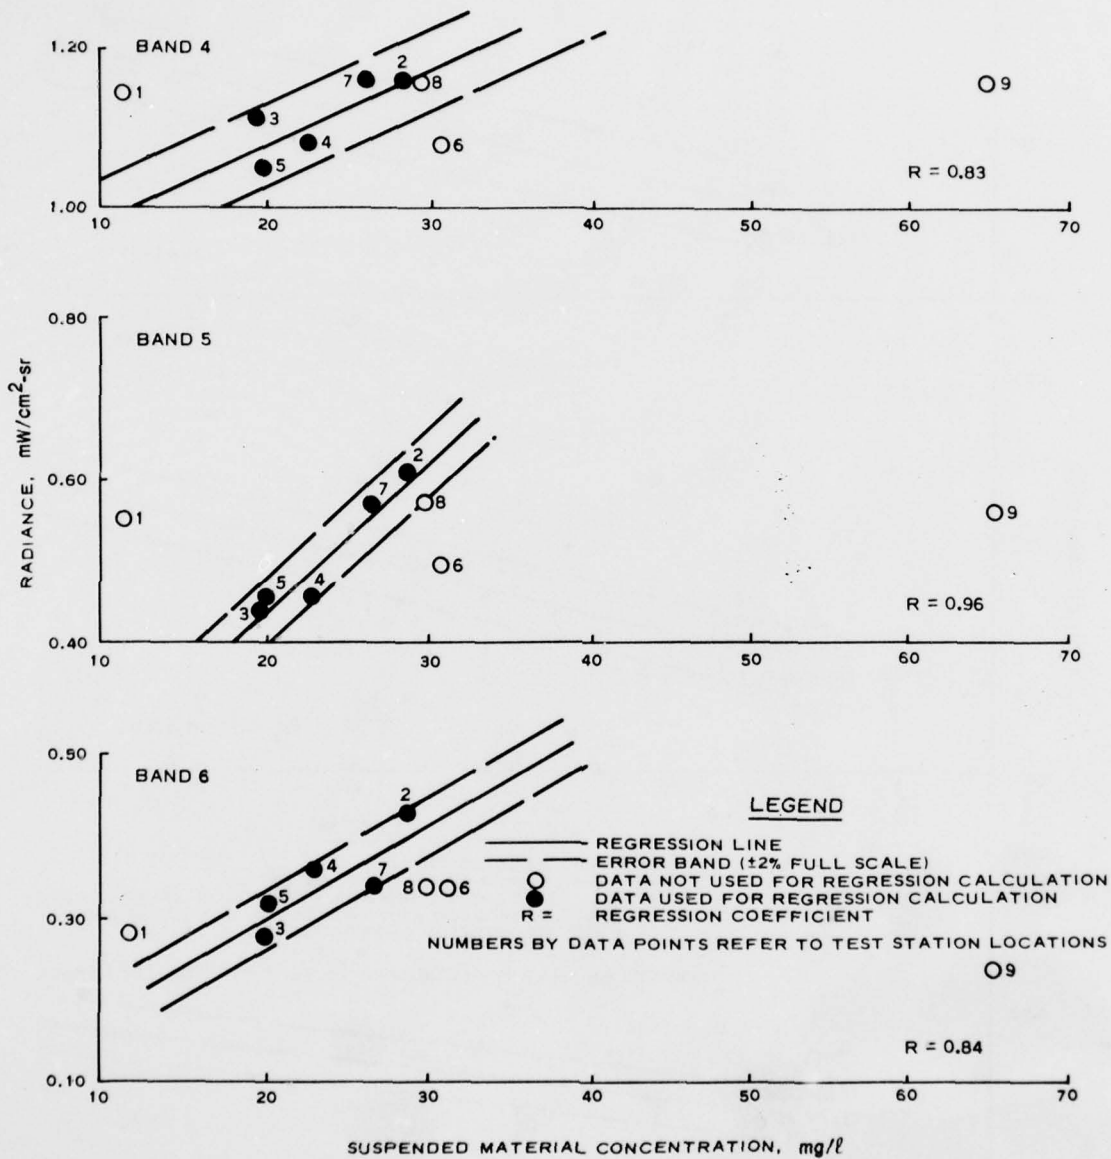 RADIANCE, mW/cm²-sr
BAND 4
1.20
1.00
1
2
3
4
5
6
7
8
9
R = 0.83
10 20 30 40 50 60 70
BAND 5
0.80
0.60
0.40
1
2
3
4
5
6
7
8
9
R = 0.96
10 20 30 40 50 60 70
BAND 6
0.50
0.30
0.10
1
2
3
4
5
6
7
8
9
LEGEND
REGRESSION LINE
ERROR BAND (±2% FULL SCALE)
DATA NOT USED FOR REGRESSION CALCULATION
DATA USED FOR REGRESSION CALCULATION
R = REGRESSION COEFFICIENT
NUMBERS BY DATA POINTS REFER TO TEST STATION LOCATIONS
R = 0.84
10 20 30 40 50 60 70
SUSPENDED MATERIAL CONCENTRATION, mg/ℓ